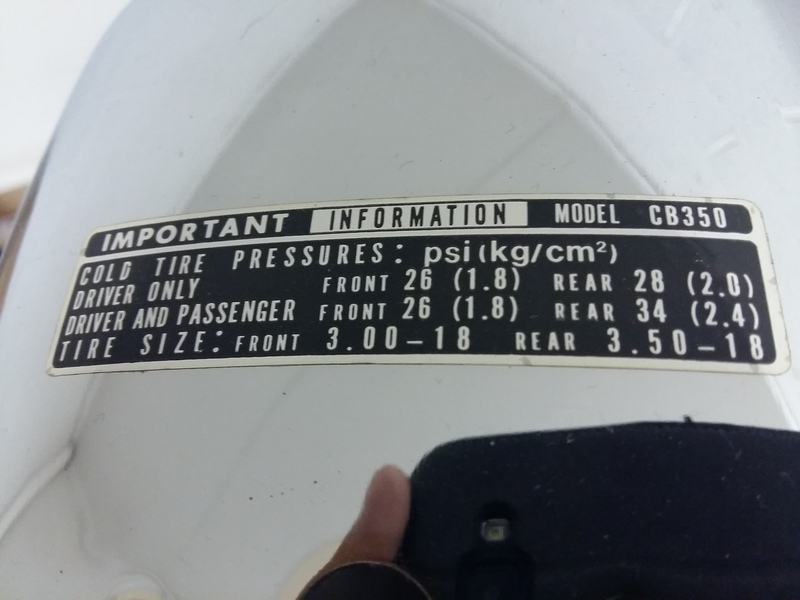 IMPORTANT INFORMATION MODEL CB350
COLD TIRE PRESSURES: psi(kg/cm²)
DRIVER ONLY FRONT 26 (1.8) REAR 28 (2.0)
DRIVER AND PASSENGER FRONT 26 (1.8) REAR 34 (2.4)
TIRE SIZE: FRONT 3.00-18 REAR 3.50-18